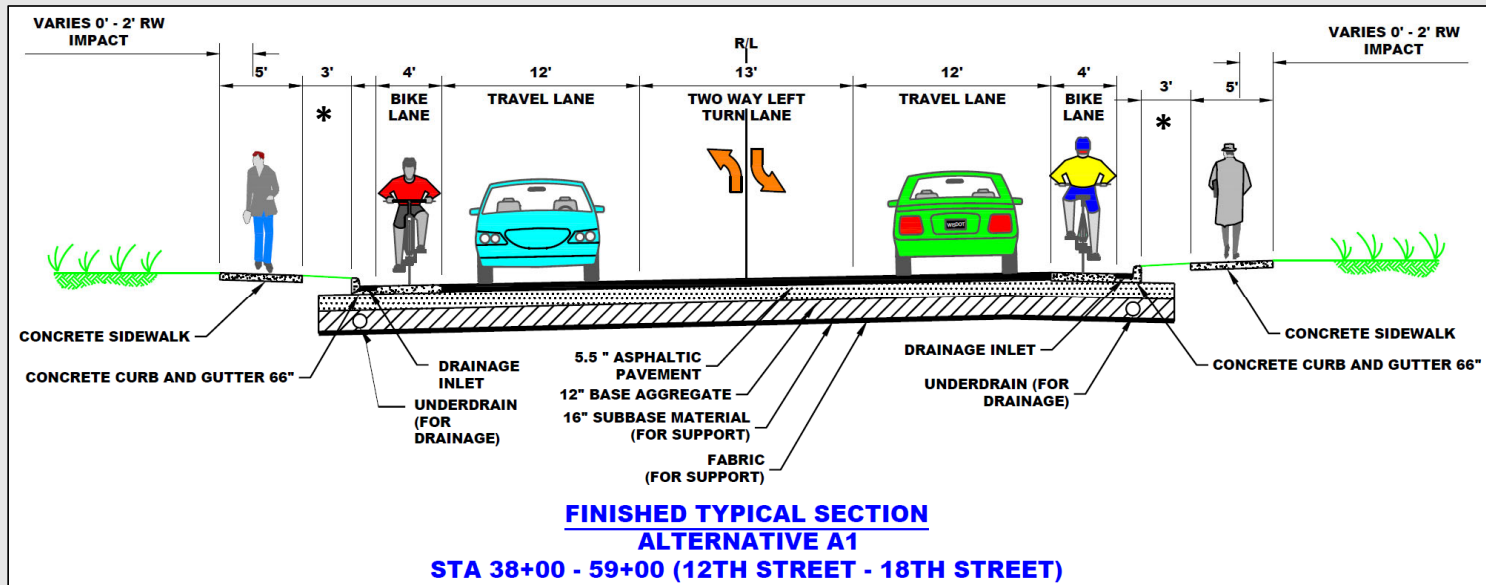 VARIES 0' - 2' RW
IMPACT
VARIES 0' - 2' RW
IMPACT
R/L
5'
3'
4'
12'
13'
12'
4'
3'
5'
*
BIKE
LANE
TRAVEL LANE
TWO WAY LEFT
TURN LANE
TRAVEL LANE
BIKE
LANE
*
WISDOT
CONCRETE SIDEWALK
CONCRETE CURB AND GUTTER 66"
DRAINAGE
INLET
UNDERDRAIN
(FOR
DRAINAGE)
5.5 " ASPHALTIC
PAVEMENT
12" BASE AGGREGATE
16" SUBBASE MATERIAL
(FOR SUPPORT)
FABRIC
(FOR SUPPORT)
DRAINAGE INLET
UNDERDRAIN (FOR
DRAINAGE)
CONCRETE SIDEWALK
CONCRETE CURB AND GUTTER 66"
FINISHED TYPICAL SECTION
ALTERNATIVE A1
STA 38+00 - 59+00 (12TH STREET - 18TH STREET)